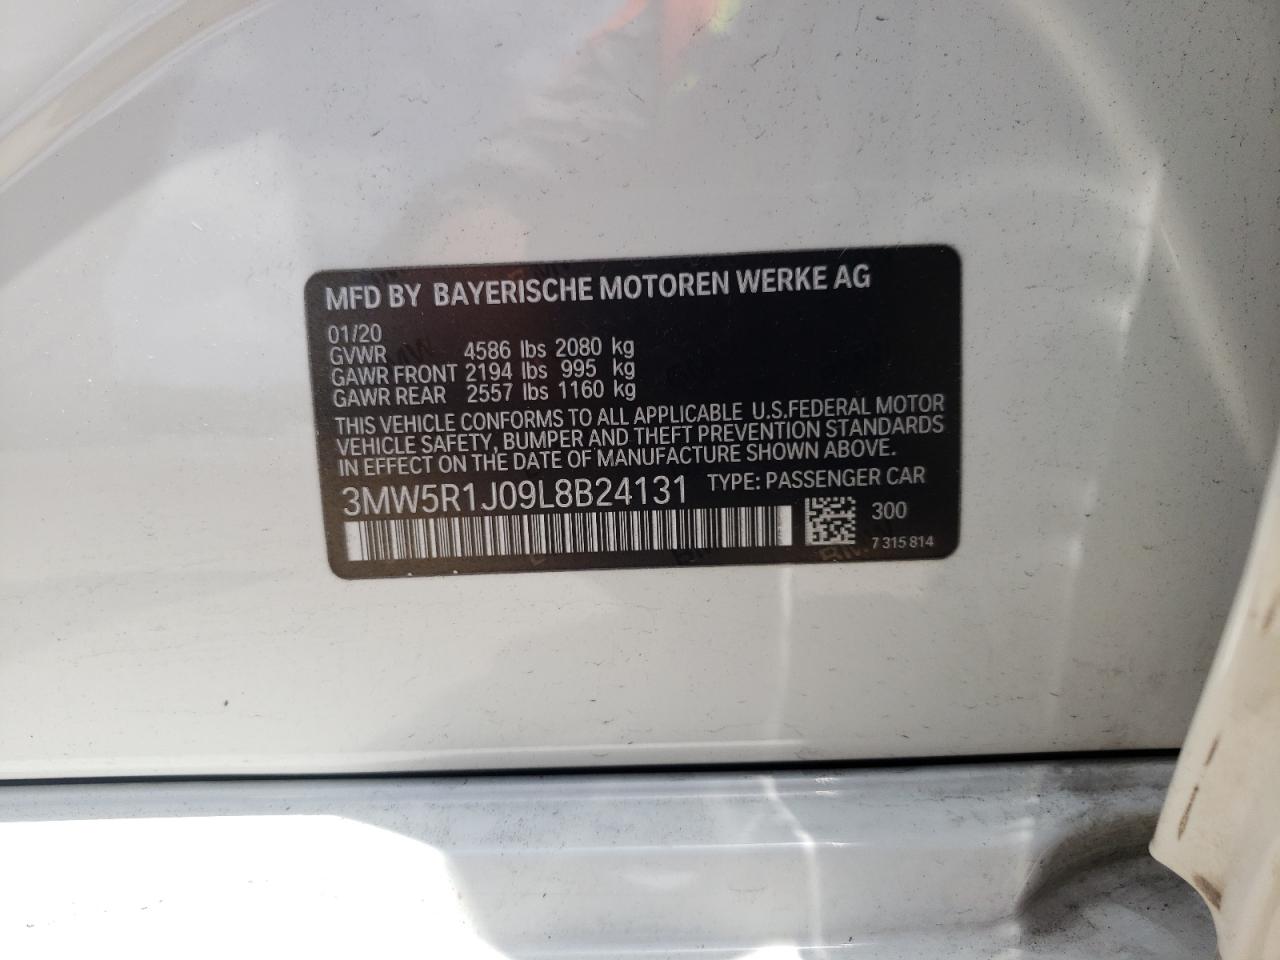 MFD BY BAYERISCHE MOTOREN WERKE AG
01/20
GVWR 4586 lbs 2080 kg
GAWR FRONT 2194 lbs 995 kg
GAWR REAR 2557 lbs 1160 kg
THIS VEHICLE CONFORMS TO ALL APPLICABLE U.S.FEDERAL MOTOR
VEHICLE SAFETY, BUMPER AND THEFT PREVENTION STANDARDS
IN EFFECT ON THE DATE OF MANUFACTURE SHOWN ABOVE.
3MW5R1J09L8B24131 TYPE: PASSENGER CAR
300
7 315 814